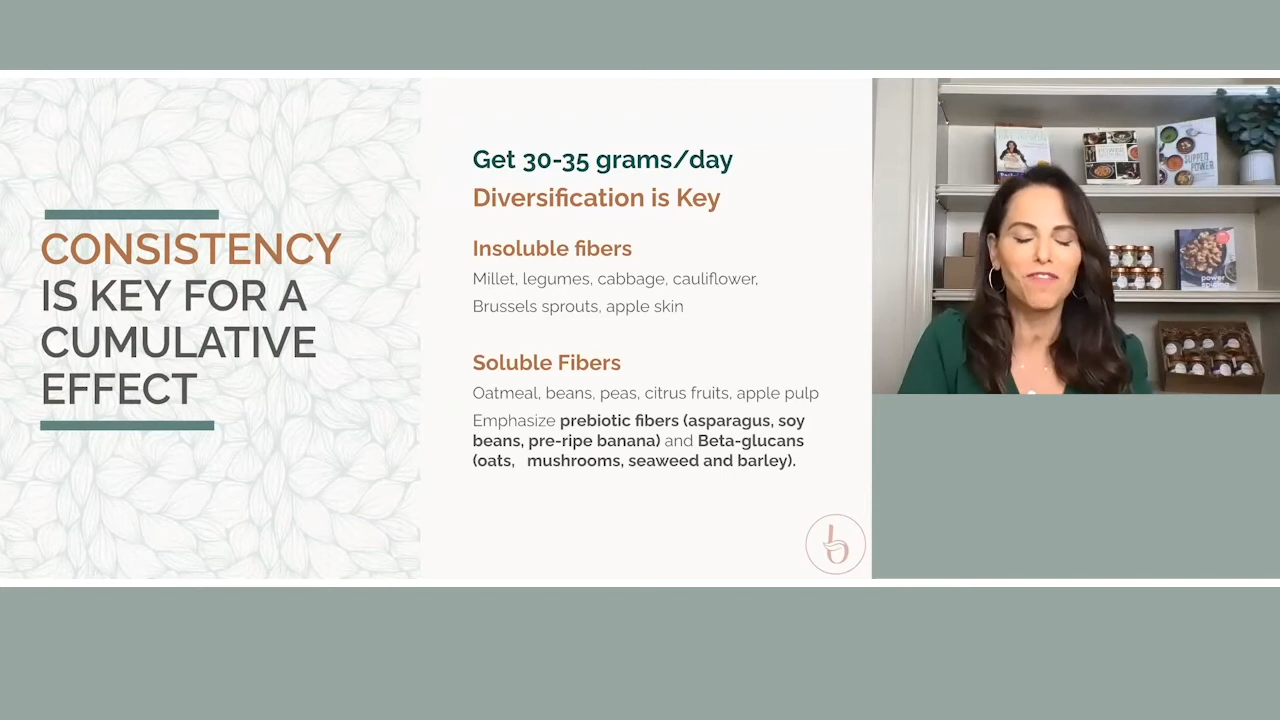 CONSISTENCY
IS KEY FOR A
CUMULATIVE
EFFECT
Get 30-35 grams/day
Diversification is Key
Insoluble fibers
Millet, legumes, cabbage, cauliflower,
Brussels sprouts, apple skin
Soluble Fibers
Oatmeal, beans, peas, citrus fruits, apple pulp
Emphasize prebiotic fibers (asparagus, soy
beans, pre-ripe banana) and Beta-glucans
(oats, mushrooms, seaweed and barley).
b
power